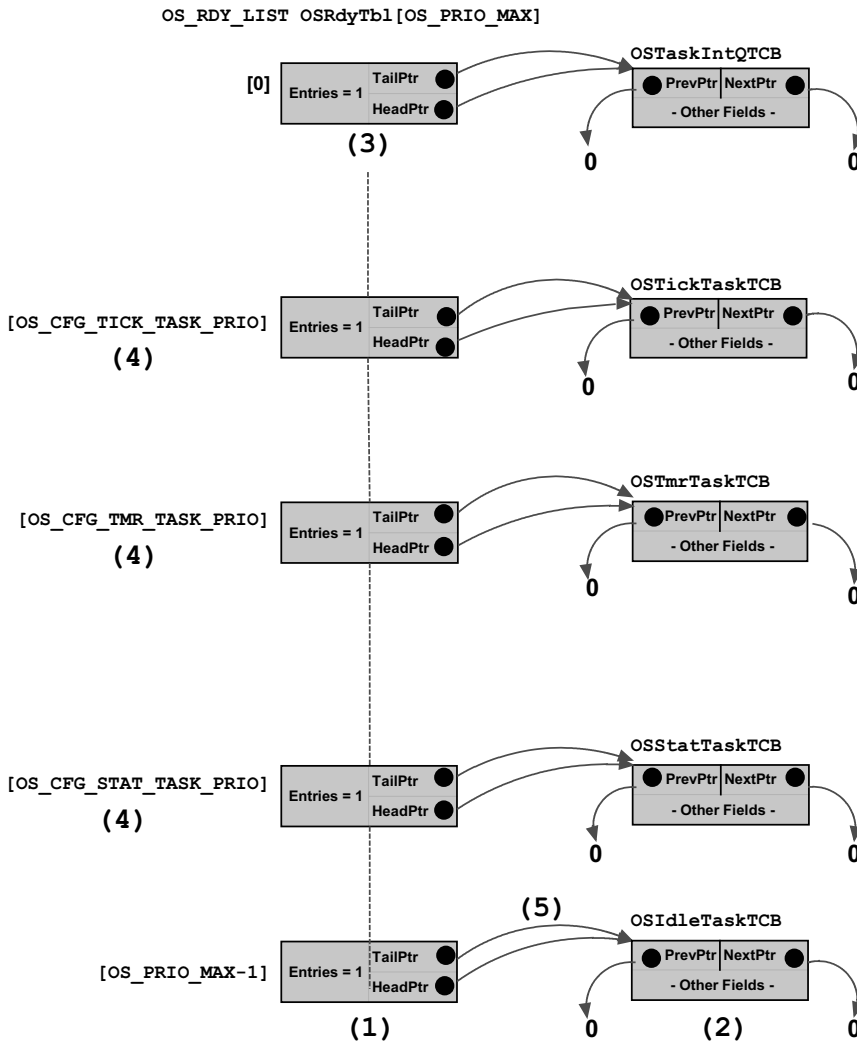 OS_RDY_LIST OSRdyTbl[OS_PRIO_MAX]
OSTaskIntQTCB
[0]
Entries = 1
TailPtr
HeadPtr
PrevPtr NextPtr
- Other Fields -
(3)
0
0
OSTickTaskTCB
[OS_CFG_TICK_TASK_PRIO]
(4)
Entries = 1
TailPtr
HeadPtr
PrevPtr NextPtr
- Other Fields -
0
0
OSTmrTaskTCB
[OS_CFG_TMR_TASK_PRIO]
(4)
Entries = 1
TailPtr
HeadPtr
PrevPtr NextPtr
- Other Fields -
0
0
OSStatTaskTCB
[OS_CFG_STAT_TASK_PRIO]
(4)
Entries = 1
TailPtr
HeadPtr
PrevPtr NextPtr
- Other Fields -
0
0
(5)
OSIdleTaskTCB
[OS_PRIO_MAX-1]
Entries = 1
TailPtr
HeadPtr
PrevPtr NextPtr
- Other Fields -
(1)
0
(2)
0